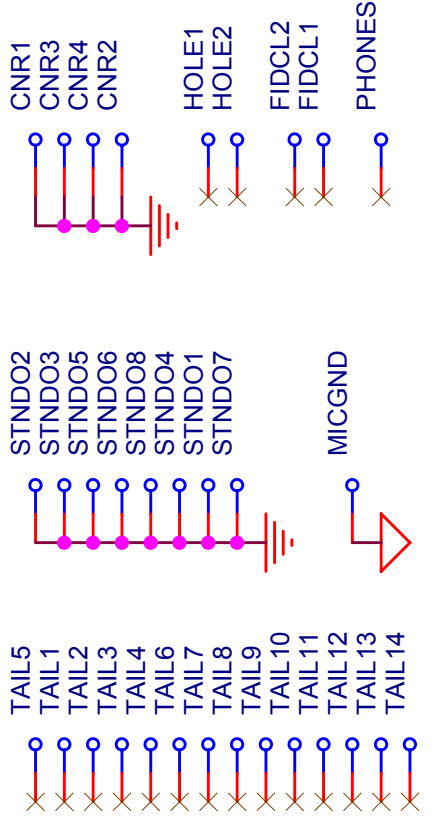 CNR1
CNR3
CNR4
CNR2
HOLE1
HOLE2
FIDCL2
FIDCL1
PHONES
STNDO2
STNDO3
STNDO5
STNDO6
STNDO8
STNDO4
STNDO1
STNDO7
MICGND
TAIL5
TAIL1
TAIL2
TAIL3
TAIL4
TAIL6
TAIL7
TAIL8
TAIL9
TAIL10
TAIL11
TAIL12
TAIL13
TAIL14